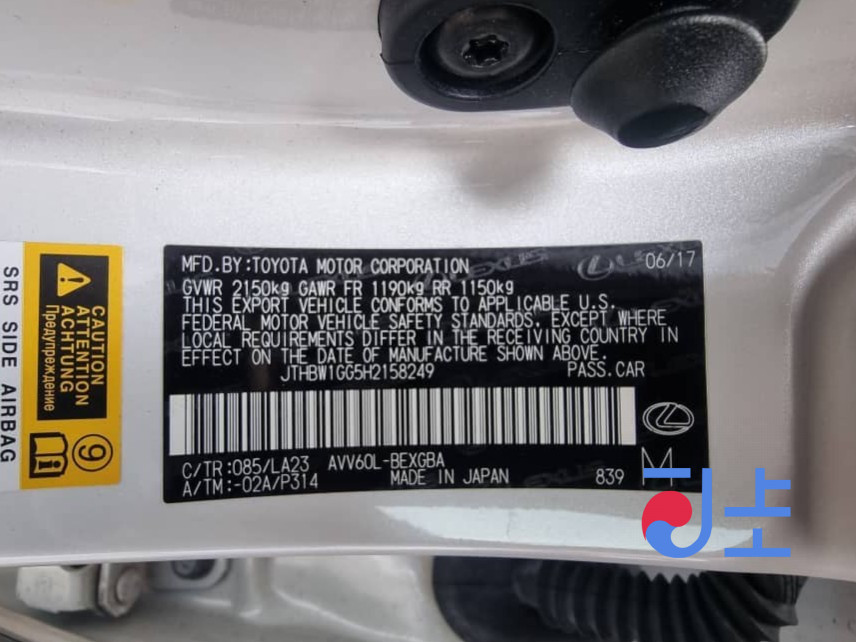 MFD.BY:TOYOTA MOTOR CORPORATION 06/17
GVWR 2150kg GAWR FR 1190kg RR 1150kg
THIS EXPORT VEHICLE CONFORMS TO APPLICABLE U.S.
FEDERAL MOTOR VEHICLE SAFETY STANDARDS, EXCEPT WHERE
LOCAL REQUIREMENTS DIFFER IN THE RECEIVING COUNTRY IN
EFFECT ON THE DATE OF MANUFACTURE SHOWN ABOVE.
JTHBW1GG5H2158249 PASS.CAR
C/TR:085/LA23 AVV60L-BEXGBA
A/TM:-02A/P314 MADE IN JAPAN 839 M
SRS SIDE AIRBAG
CAUTION
ATTENTION
ACHTUNG
Предупреждение
9